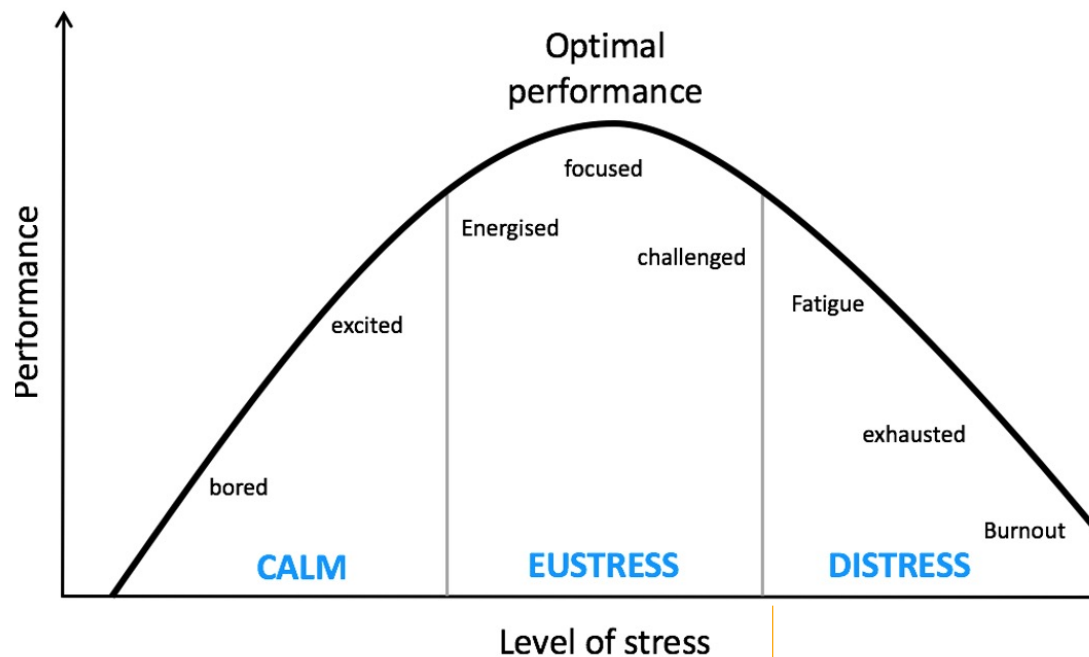 Optimal
performance
focused
Energised
challenged
Performance
Fatigue
excited
exhausted
bored
Burnout
CALM
EUSTRESS
DISTRESS
Level of stress